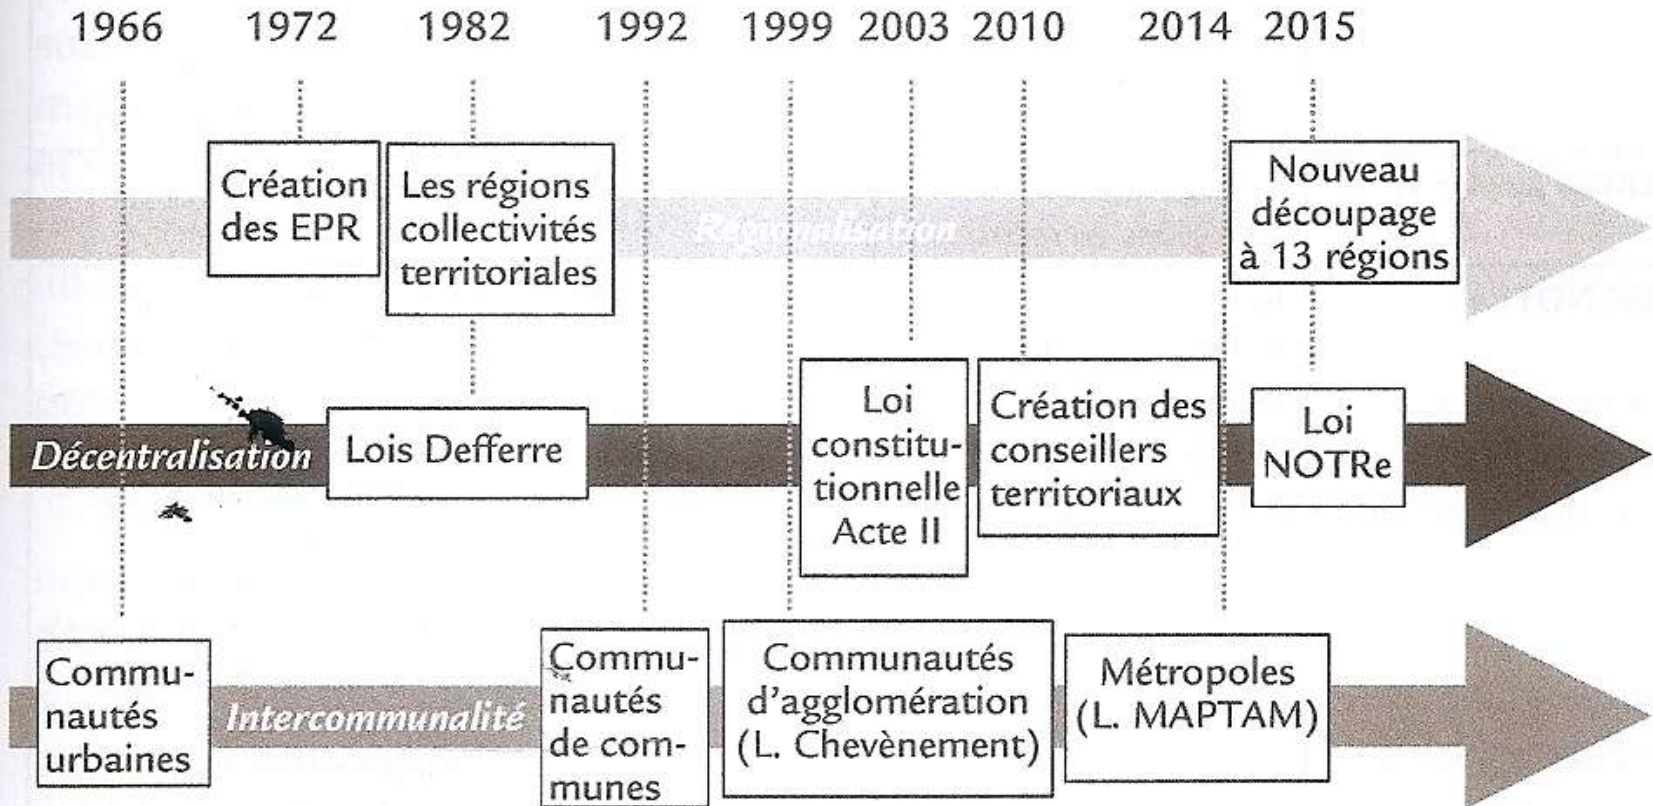 1966 1972 1982 1992 1999 2003 2010 2014 2015
Création
des EPR
Les régions
collectivités
territoriales
Régionalisation
Nouveau
découpage
à 13 régions
Décentralisation
Lois Defferre
Loi
constitu-
tionnelle
Acte II
Création des
conseillers
territoriaux
Loi
NOTRe
Commu-
nautés
urbaines
Intercommunalité
Commu-
nautés
de com-
munes
Communautés
d'agglomération
(L. Chevènement)
Métropoles
(L. MAPTAM)